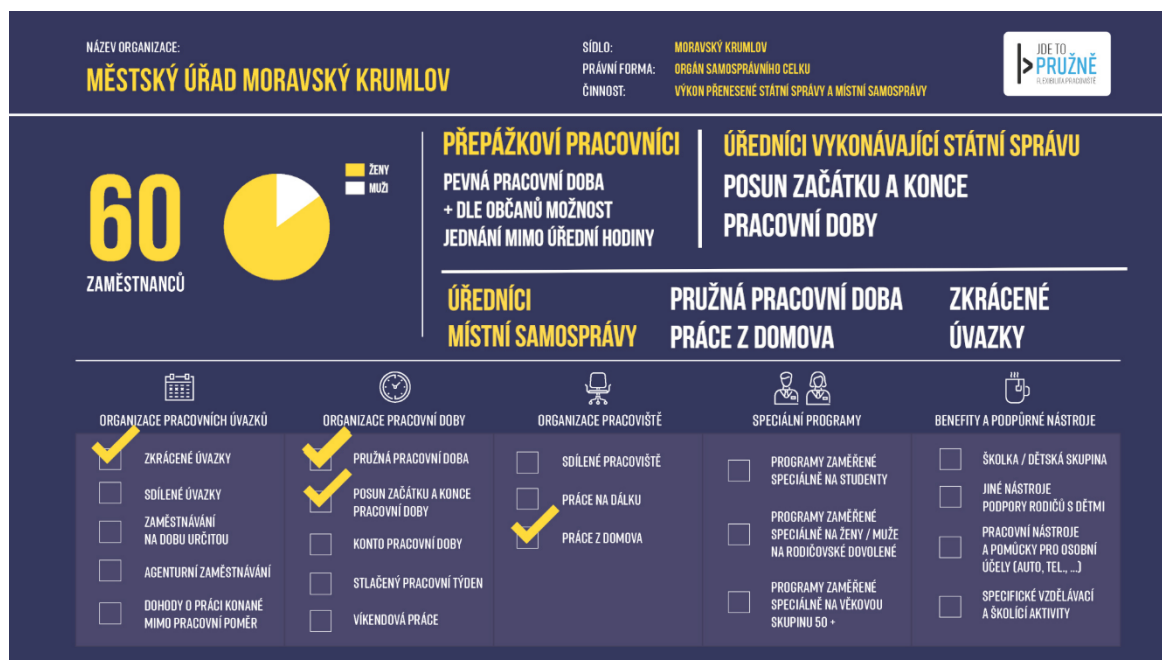 NÁZEV ORGANIZACE:
MĚSTSKÝ ÚŘAD MORAVSKÝ KRUMLOV
SÍDLO: MORAVSKÝ KRUMLOV
PRÁVNÍ FORMA: ORGÁN SAMOSPRÁVNÍHO CELKU
ČINNOST: VÝKON PŘENESENÉ STÁTNÍ SPRÁVY A MÍSTNÍ SAMOSPRÁVY
JDE TO
PRUŽNĚ
FLEXIBILITA PRACOVIŠTĚ
60
ZAMĚSTNANCŮ
ŽENY
MUŽI
PŘEPÁŽKOVÍ PRACOVNÍCI
PEVNÁ PRACOVNÍ DOBA
+ DLE OBČANŮ MOŽNOST
JEDNÁNÍ MIMO ÚŘEDNÍ HODINY
ÚŘEDNÍCI VYKONÁVAJÍCÍ STÁTNÍ SPRÁVU
POSUN ZAČÁTKU A KONCE
PRACOVNÍ DOBY
ÚŘEDNÍCI
MÍSTNÍ SAMOSPRÁVY
PRUŽNÁ PRACOVNÍ DOBA
PRÁCE Z DOMOVA
ZKRÁCENÉ
ÚVAZKY
ORGANIZACE PRACOVNÍCH ÚVAZKŮ
ZKRÁCENÉ ÚVAZKY
SDÍLENÉ ÚVAZKY
ZAMĚSTNÁVÁNÍ
NA DOBU URČITOU
AGENTURNÍ ZAMĚSTNÁVÁNÍ
DOHODY O PRÁCI KONANÉ
MIMO PRACOVNÍ POMĚR
ORGANIZACE PRACOVNÍ DOBY
PRUŽNÁ PRACOVNÍ DOBA
POSUN ZAČÁTKU A KONCE
PRACOVNÍ DOBY
KONTO PRACOVNÍ DOBY
STLAČENÝ PRACOVNÍ TÝDEN
VÍKENDOVÁ PRÁCE
ORGANIZACE PRACOVIŠTĚ
SDÍLENÉ PRACOVIŠTĚ
PRÁCE NA DÁLKU
PRÁCE Z DOMOVA
SPECIÁLNÍ PROGRAMY
PROGRAMY ZAMĚŘENÉ
SPECIÁLNĚ NA STUDENTY
PROGRAMY ZAMĚŘENÉ
SPECIÁLNĚ NA ŽENY / MUŽE
NA RODIČOVSKÉ DOVOLENÉ
PROGRAMY ZAMĚŘENÉ
SPECIÁLNĚ NA VĚKOVOU
SKUPINU 50 +
BENEFITY A PODPŮRNÉ NÁSTROJE
ŠKOLKA / DĚTSKÁ SKUPINA
JINÉ NÁSTROJE
PODPORY RODIČŮ S DĚTMI
PRACOVNÍ NÁSTROJE
A POMŮCKY PRO OSOBNÍ
ÚČELY (AUTO, TEL., ...)
SPECIFICKÉ VZDĚLÁVACÍ
A ŠKOLÍCÍ AKTIVITY